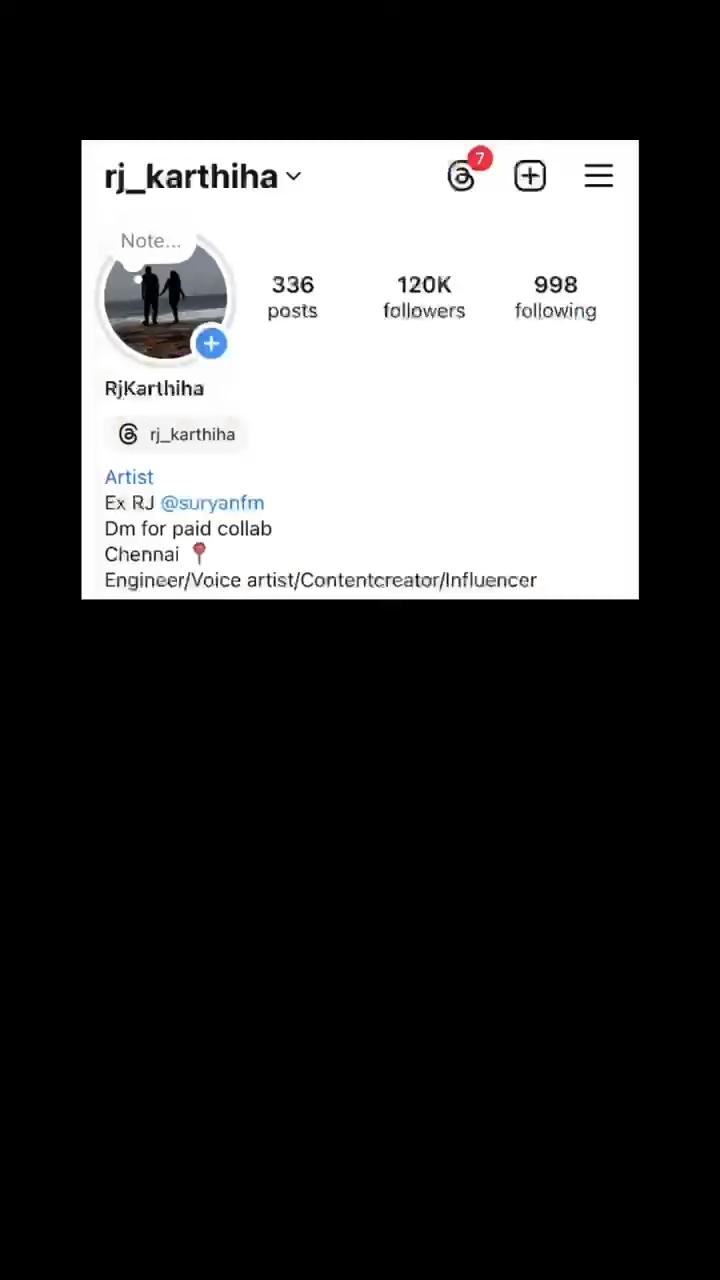 rj_karthiha
7
Note...
336 posts
120K followers
998 following
RjKarthiha
rj_karthiha
Artist
Ex RJ @suryanfm
Dm for paid collab
Chennai 📍
Engineer/Voice artist/Contentcreator/Influencer